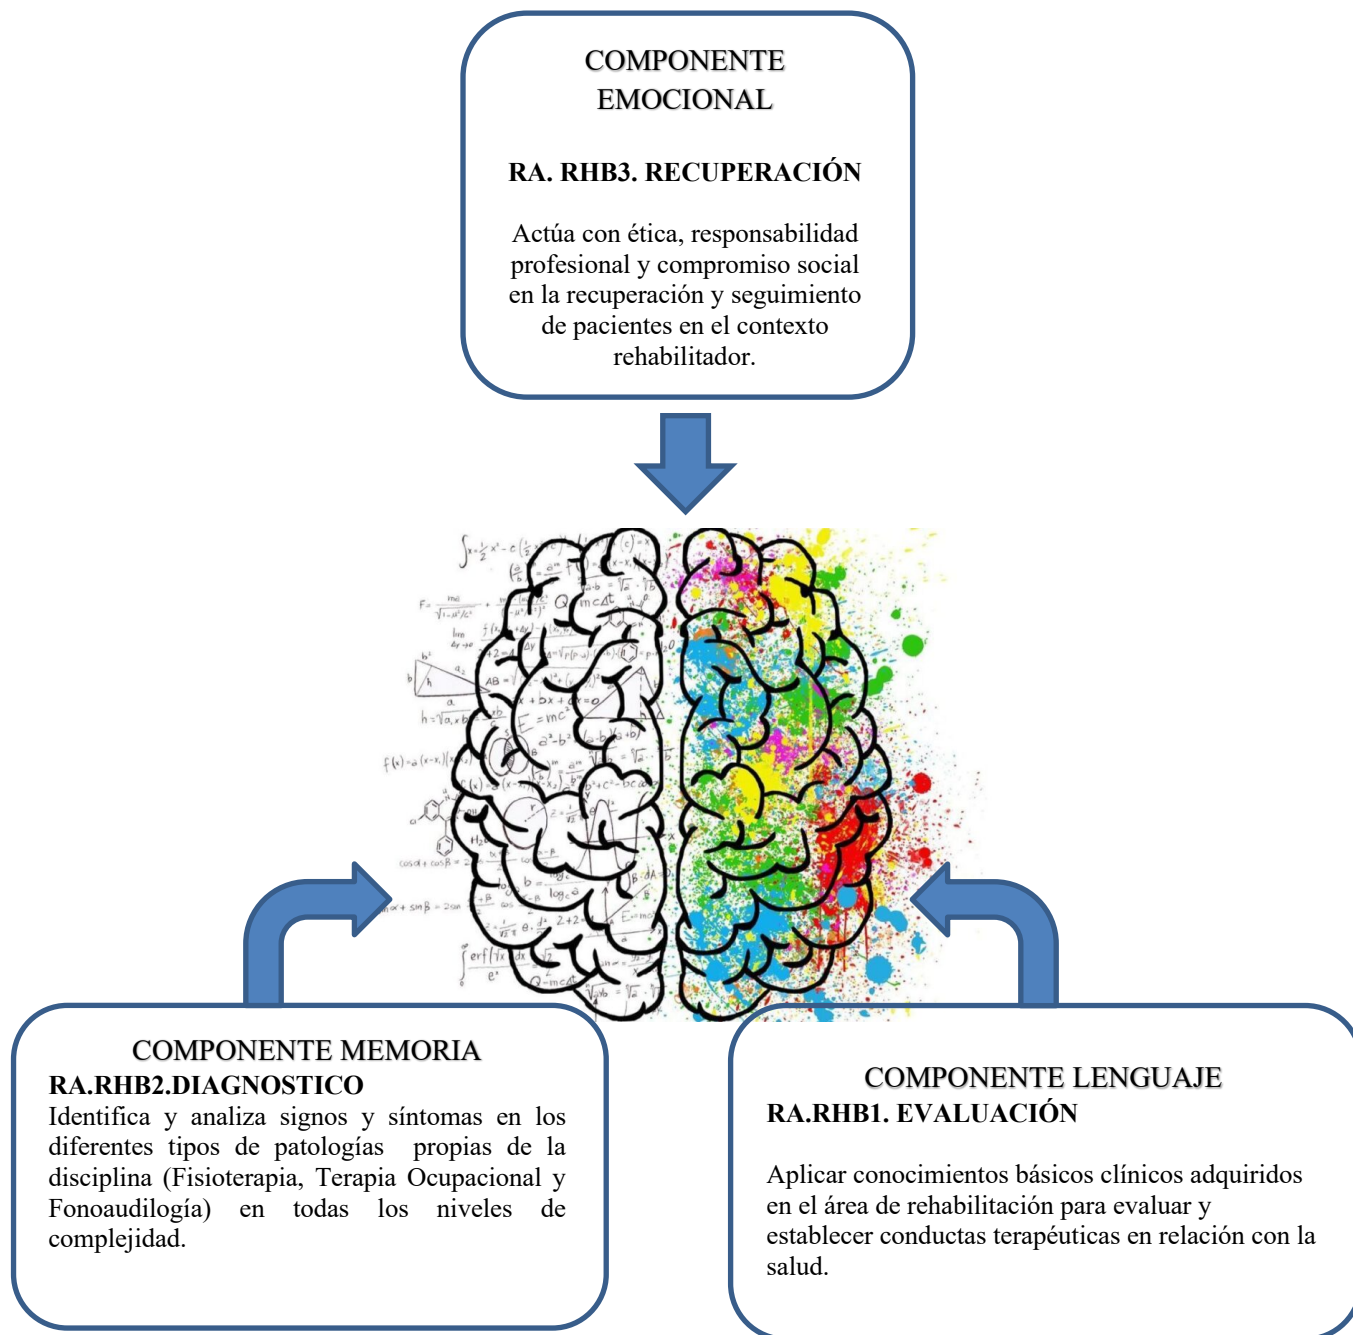 COMPONENTE
EMOCIONAL
RA. RHB3. RECUPERACIÓN
Actúa con ética, responsabilidad
profesional y compromiso social
en la recuperación y seguimiento
de pacientes en el contexto
rehabilitador.
COMPONENTE MEMORIA
RA.RHB2.DIAGNOSTICO
Identifica y analiza signos y síntomas en los
diferentes tipos de patologías propias de la
disciplina (Fisioterapia, Terapia Ocupacional y
Fonoaudilogía) en todas los niveles de
complejidad.
COMPONENTE LENGUAJE
RA.RHB1. EVALUACIÓN
Aplicar conocimientos básicos clínicos adquiridos
en el área de rehabilitación para evaluar y
establecer conductas terapéuticas en relación con la
salud.